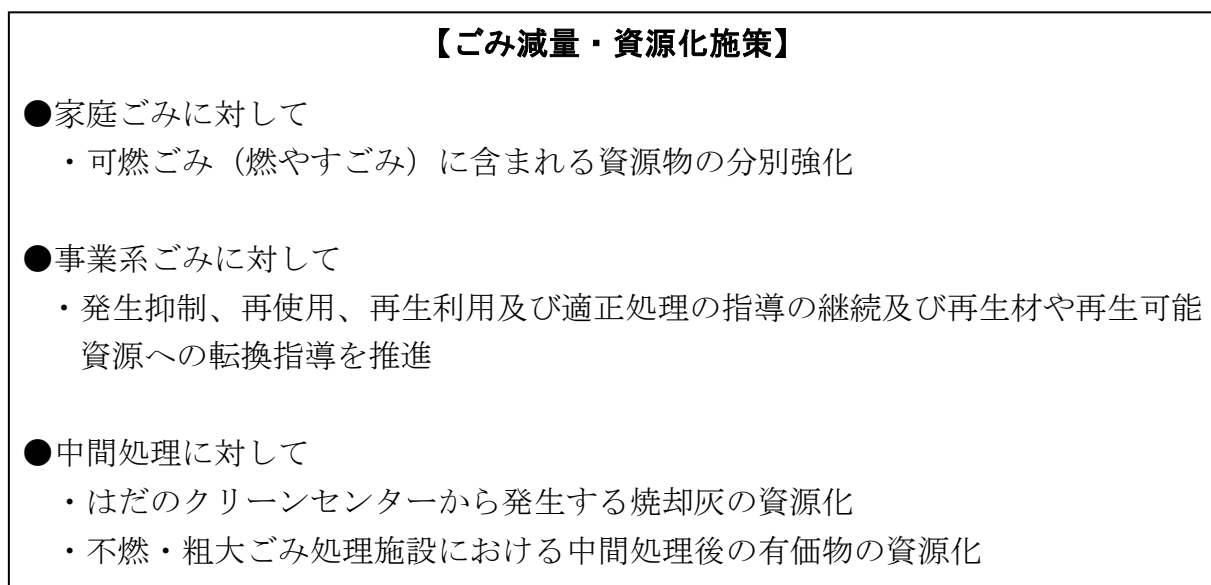 【ごみ減量・資源化施策】
●家庭ごみに対して
・可燃ごみ（燃やすごみ）に含まれる資源物の分別強化
●事業系ごみに対して
・発生抑制、再使用、再生利用及び適正処理の指導の継続及び再生材や再生可能
資源への転換指導を推進
●中間処理に対して
・はだのクリーンセンターから発生する焼却灰の資源化
・不燃・粗大ごみ処理施設における中間処理後の有価物の資源化